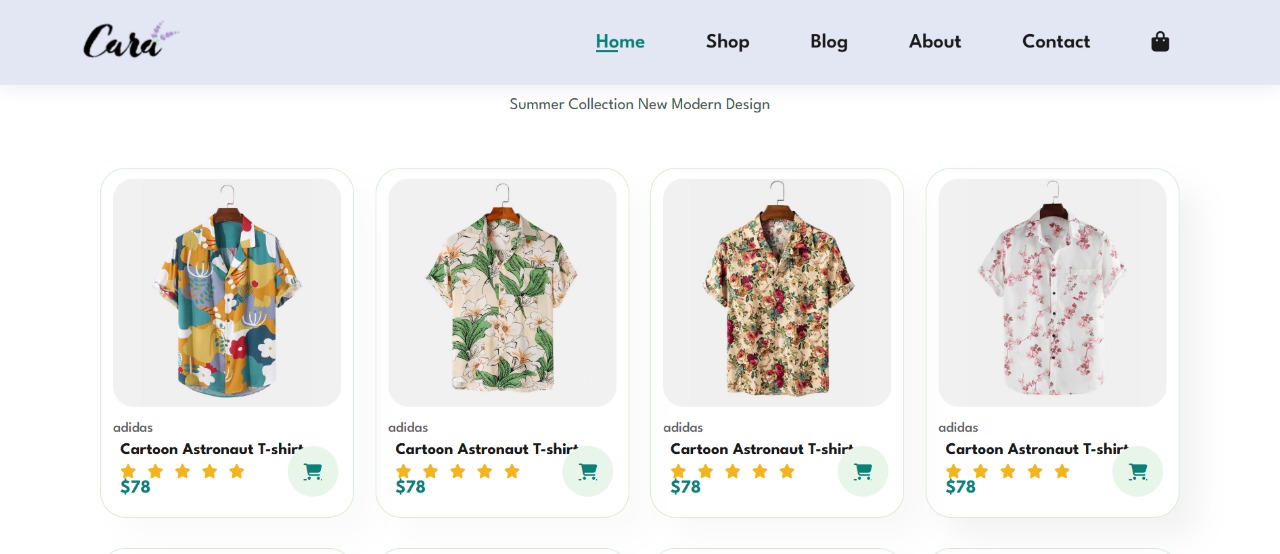 Cara
Home
Shop
Blog
About
Contact
Summer Collection New Modern Design
adidas
Cartoon Astronaut T-shirt
$78
adidas
Cartoon Astronaut T-shirt
$78
adidas
Cartoon Astronaut T-shirt
$78
adidas
Cartoon Astronaut T-shirt
$78